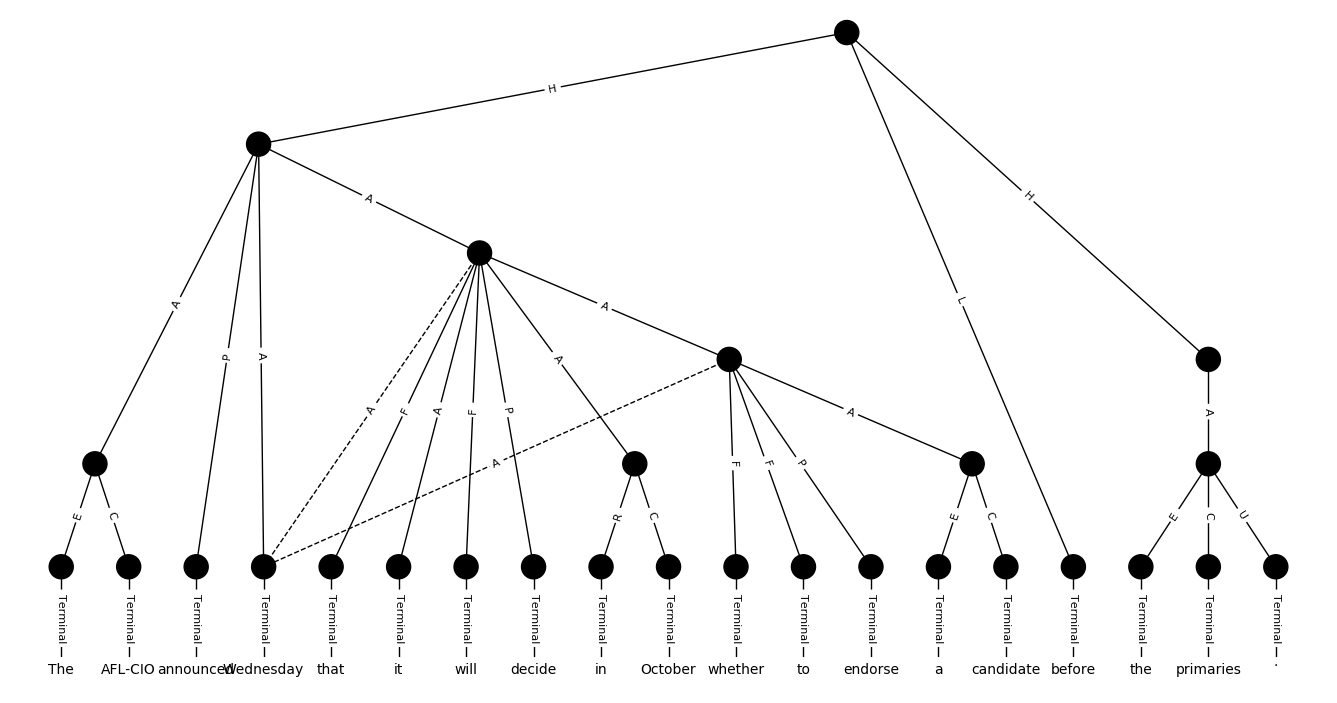 H
A
H
A
A
L
P
A
A
A
F
A
F
P
A
A
A
F
F
P
E
C
R
C
E
C
E
C
U
Terminal Terminal Terminal Terminal Terminal Terminal Terminal Terminal Terminal Terminal Terminal Terminal Terminal Terminal Terminal Terminal Terminal Terminal Terminal
The AFL-CIO announced Wednesday that it will decide in October whether to endorse a candidate before the primaries .